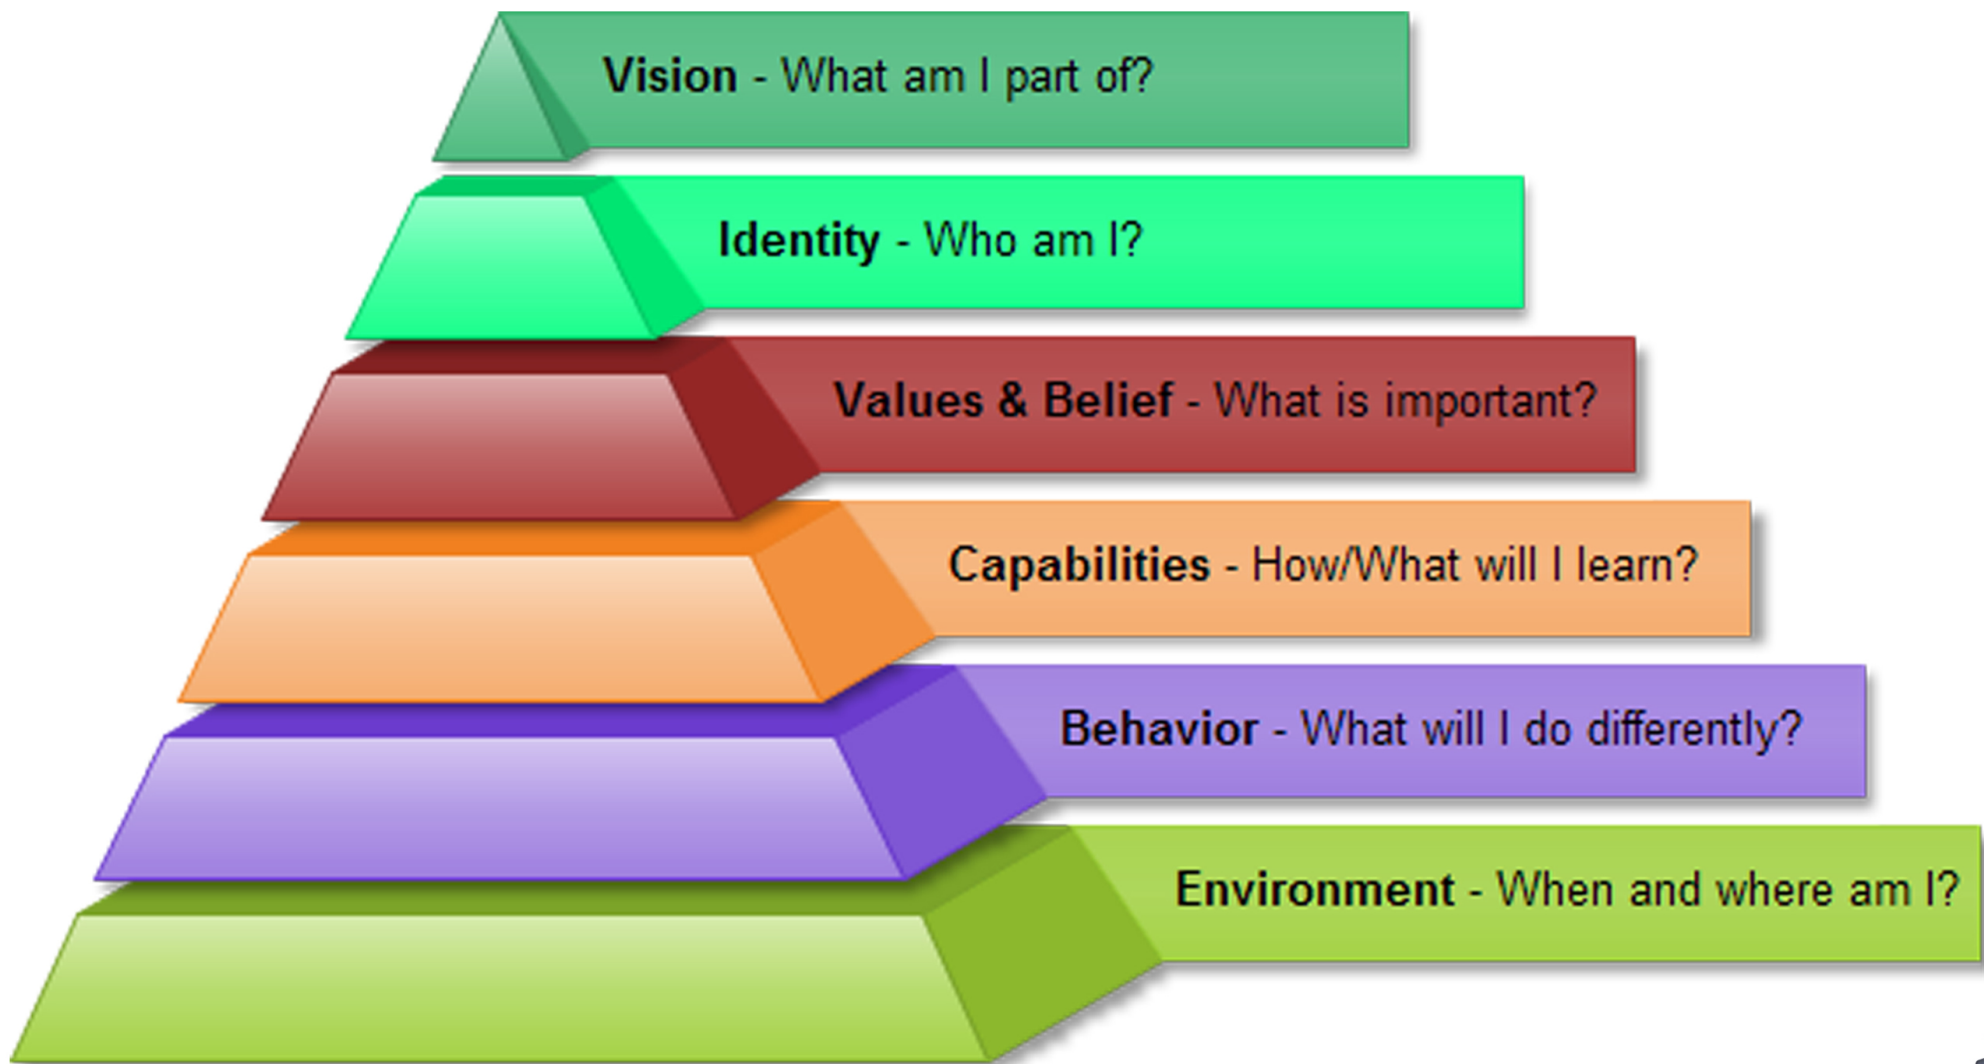 Vision - What am I part of?
Identity - Who am I?
Values & Belief - What is important?
Capabilities - How/What will I learn?
Behavior - What will I do differently?
Environment - When and where am I?